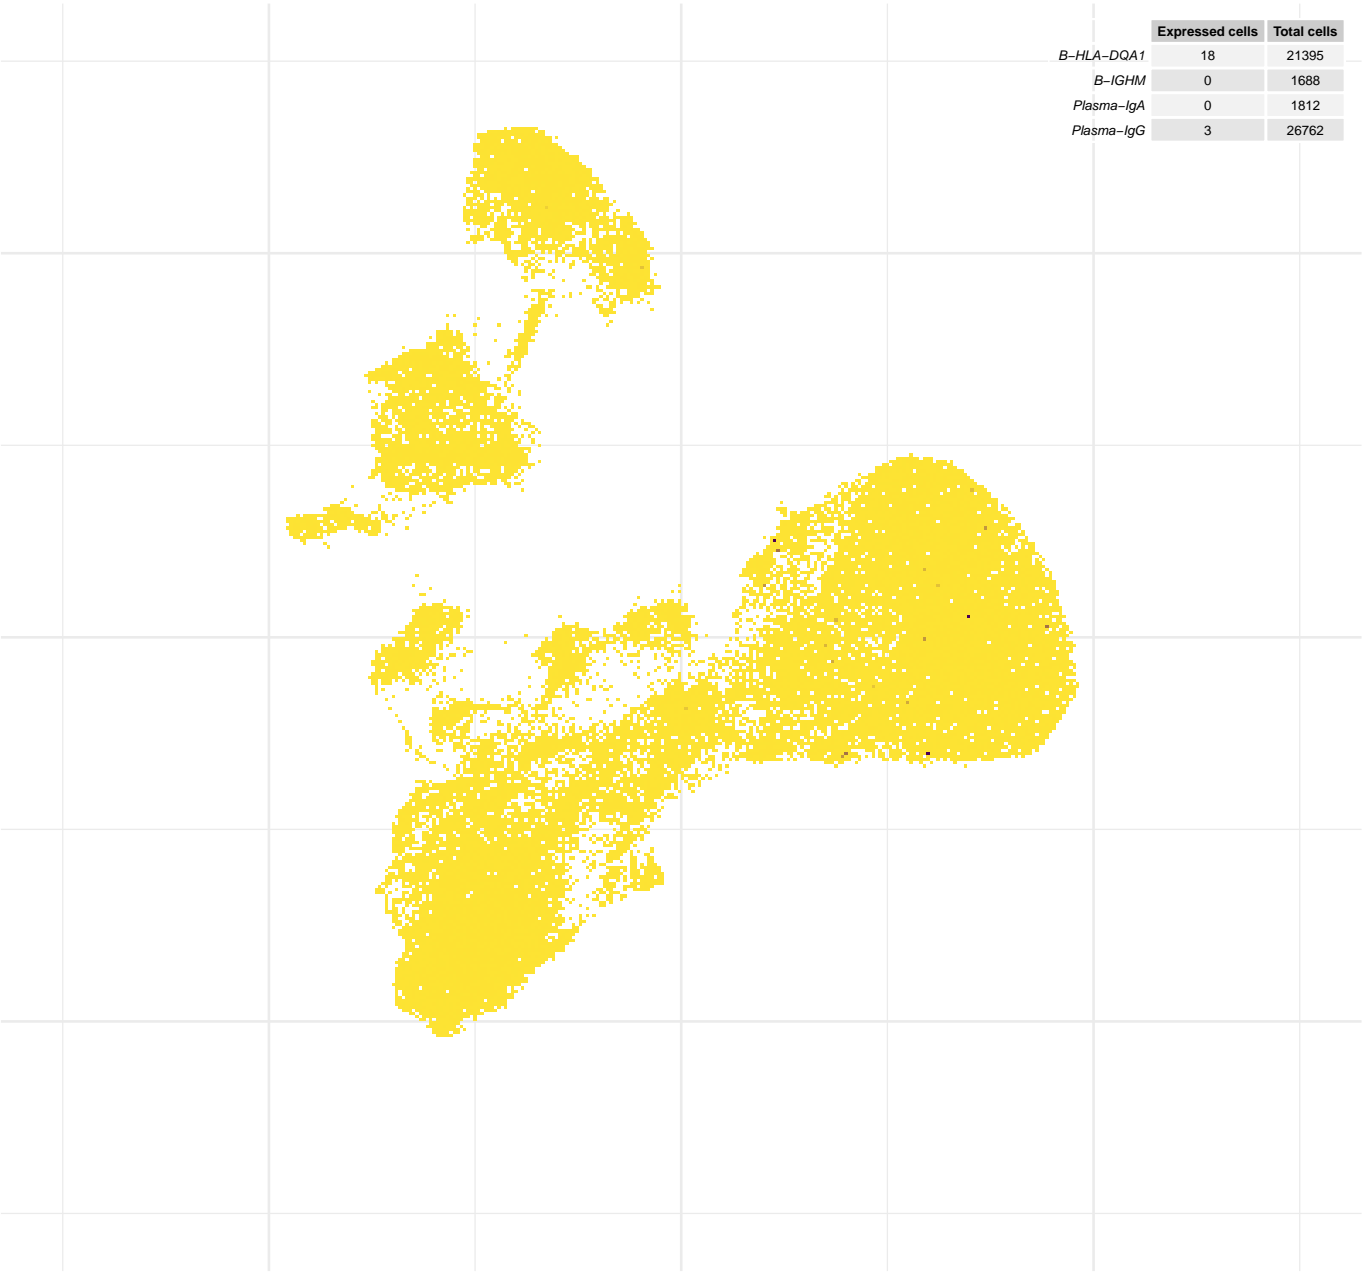 Expressed cells Total cells
B−HLA−DQA1 18 21395
B−IGHM 0 1688
Plasma−IgA 0 1812
Plasma−IgG 3 26762